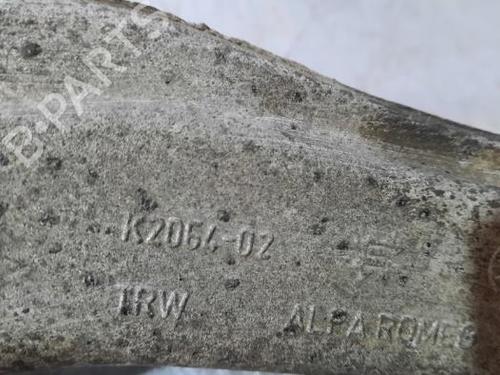 B-PARTS
K2064-02
TRW
ALFA ROMEO